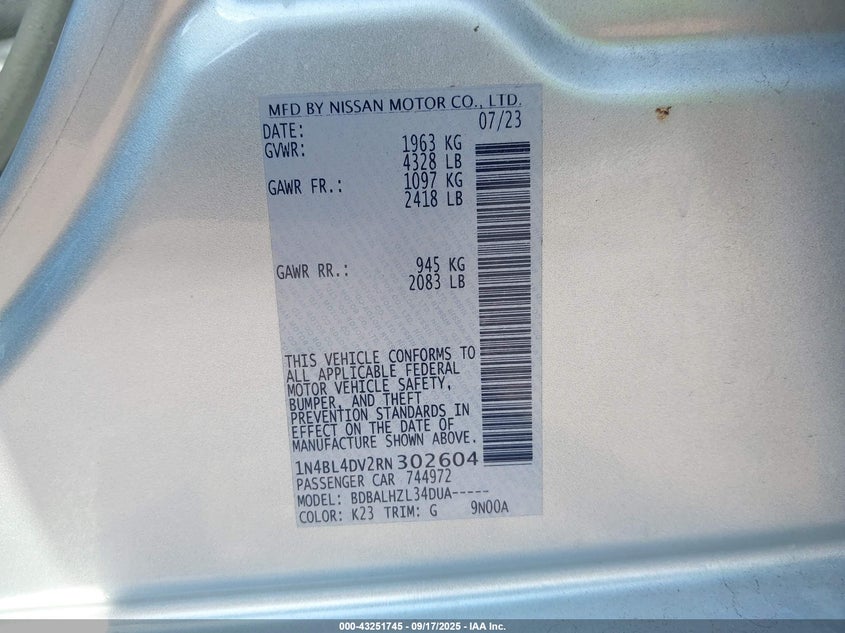 MFD BY NISSAN MOTOR CO., LTD.
DATE: 07/23
GVWR: 1963 KG
4328 LB
GAWR FR.: 1097 KG
2418 LB
GAWR RR.: 945 KG
2083 LB
THIS VEHICLE CONFORMS TO
ALL APPLICABLE FEDERAL
MOTOR VEHICLE SAFETY,
BUMPER, AND THEFT
PREVENTION STANDARDS IN
EFFECT ON THE DATE OF
MANUFACTURE SHOWN ABOVE.
1N4BL4DV2RN302604
PASSENGER CAR 744972
MODEL: BDBALHZL34DUA-----
COLOR: K23 TRIM: G 9N00A
000-43251745 - 09/17/2025 - IAA Inc.